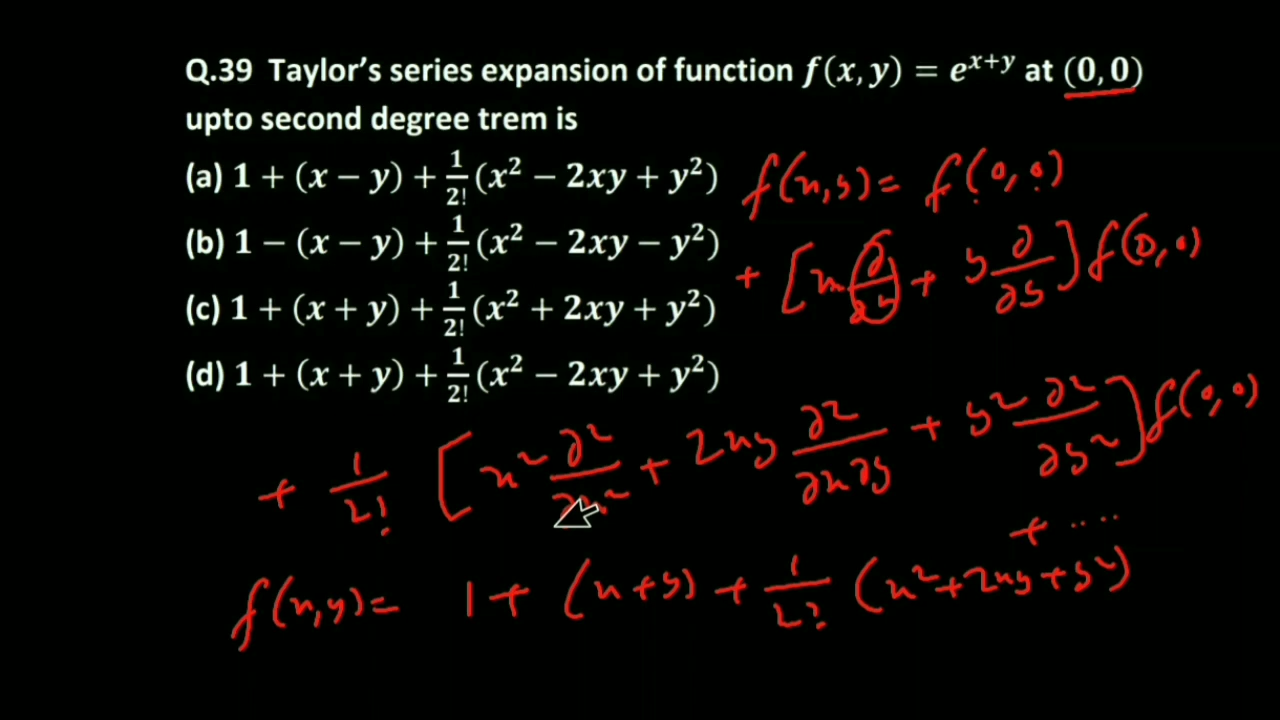 Q.39 Taylor's series expansion of function f(x, y) = e^{x+y} at (0, 0)
upto second degree trem is
(a) 1 + (x − y) + 1/2! (x² − 2xy + y²)
(b) 1 − (x − y) + 1/2! (x² − 2xy − y²)
(c) 1 + (x + y) + 1/2! (x² + 2xy + y²)
(d) 1 + (x + y) + 1/2! (x² − 2xy + y²)
f(x,y) = f(0,0)
+ [x ∂/∂x + y ∂/∂y] f(0,0)
+ 1/2! [x² ∂²/∂x² + 2xy ∂²/∂x∂y + y² ∂²/∂y²] f(0,0)
+ ....
f(x,y) = 1 + (x+y) + 1/2! (x²+2xy+y²)